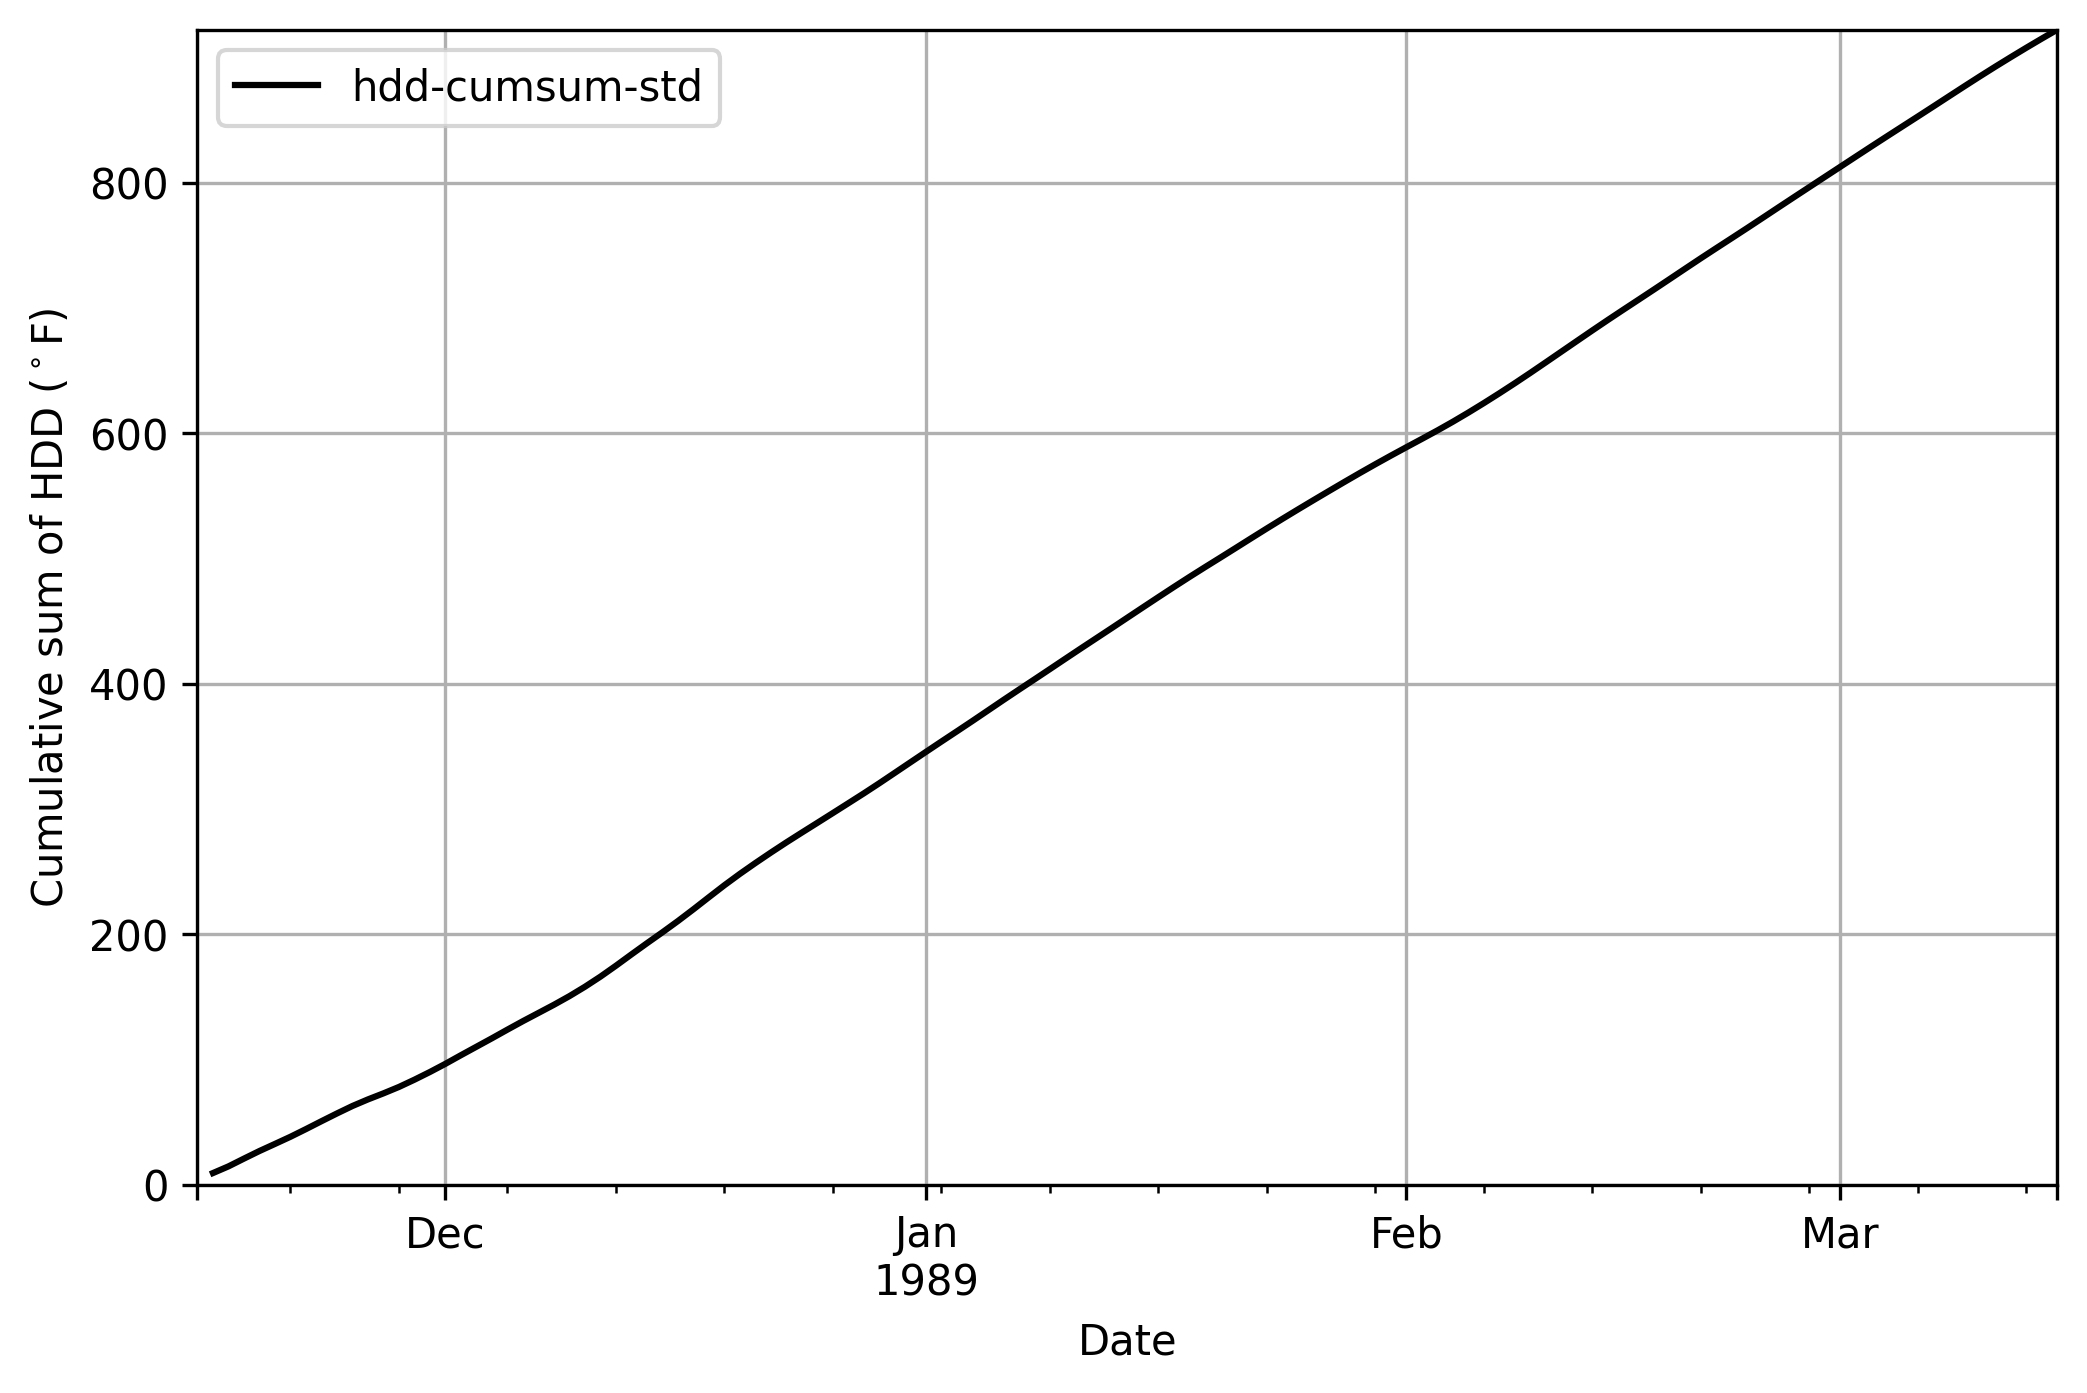 hdd-cumsum-std
Cumulative sum of HDD (°F)
800
600
400
200
0
Dec
Jan
1989
Feb
Mar
Date